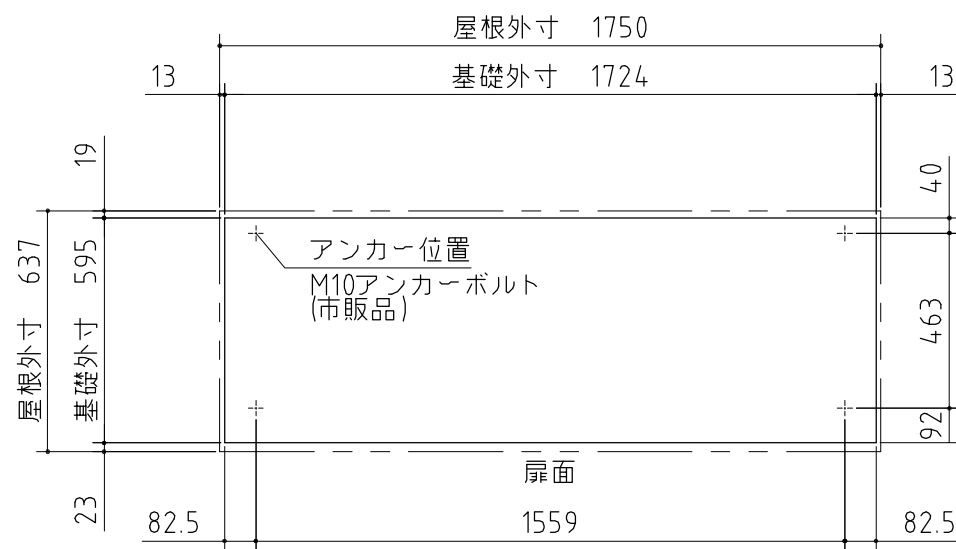 屋根外寸 1750
13
基礎外寸 1724
13
19
40
屋根外寸 637
基礎外寸 595
アンカー位置
M10アンカーボルト
(市販品)
463
92
扉面
23
82.5
1559
82.5